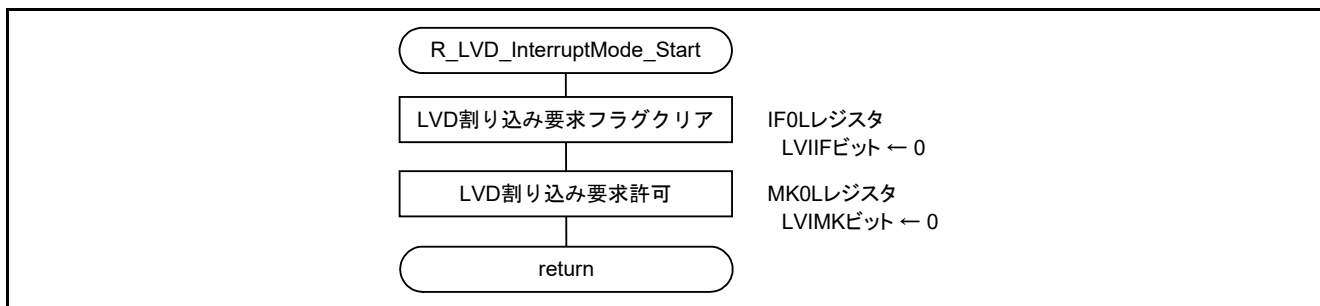 R_LVD_InterruptMode_Start
LVD割り込み要求フラグクリア
IF0Lレジスタ
LVIIFビット ← 0
LVD割り込み要求許可
MK0Lレジスタ
LVIMKビット ← 0
return